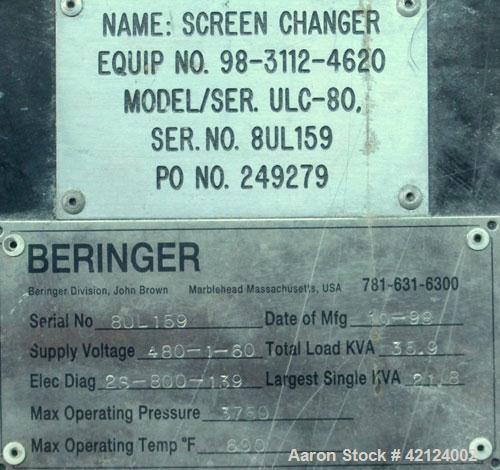 NAME: SCREEN CHANGER
EQUIP NO. 98-3112-4620
MODEL/SER. ULC-80,
SER. NO. 8UL159
PO NO. 249279
BERINGER
Beringer Division, John Brown Marblehead Massachusetts, USA 781-631-6300
Serial No 8UL159 Date of Mfg 10-98
Supply Voltage 480-1-60 Total Load KVA 35.9
Elec Diag 2S-800-139 Largest Single KVA 21.8
Max Operating Pressure 3750
Max Operating Temp °F
Aaron Stock # 42124002